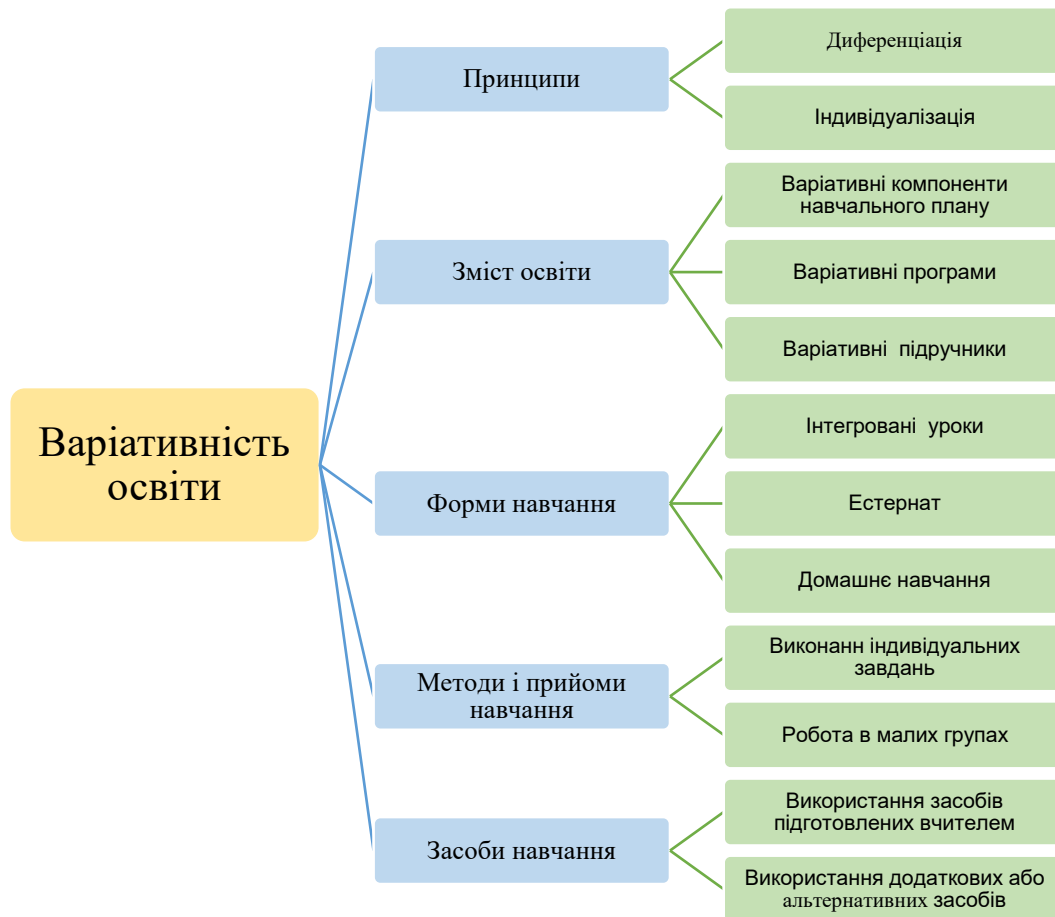 Варіативність
освіти
Принципи
Диференціація
Індивідуалізація
Зміст освіти
Варіативні компоненти
навчального плану
Варіативні програми
Варіативні підручники
Форми навчання
Інтегровані уроки
Естернат
Домашнє навчання
Методи і прийоми
навчання
Виконанн індивідуальних
завдань
Робота в малих групах
Засоби навчання
Використання засобів
підготовлених вчителем
Використання додаткових або
альтернативних засобів